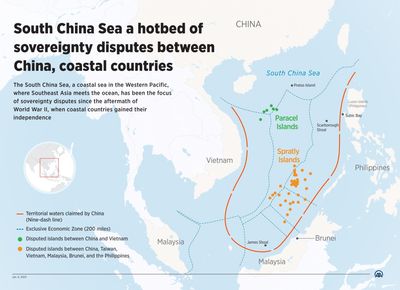 South China Sea a hotbed of
sovereignty disputes between
China, coastal countries
The South China Sea, a coastal sea in the Western Pacific,
where Southeast Asia meets the ocean, has been the focus
of sovereignty disputes since the aftermath of
World War II, when coastal countries gained their
independence
CHINA
South China Sea
Pratas Island
Paracel
Islands
Luzon Islands
(Philippines)
Scarborough
Shoal
Subic Bay
Spratly
Islands
Vietnam
Philippines
Territorial waters claimed by China
(Nine-dash line)
Exclusive Economic Zone (200 miles)
Disputed islands between China and Vietnam
Disputed islands between China, Taiwan,
Vietnam, Malaysia, Brunei, and the Philippines
Malaysia
James Shoal
Brunei
Malaysia